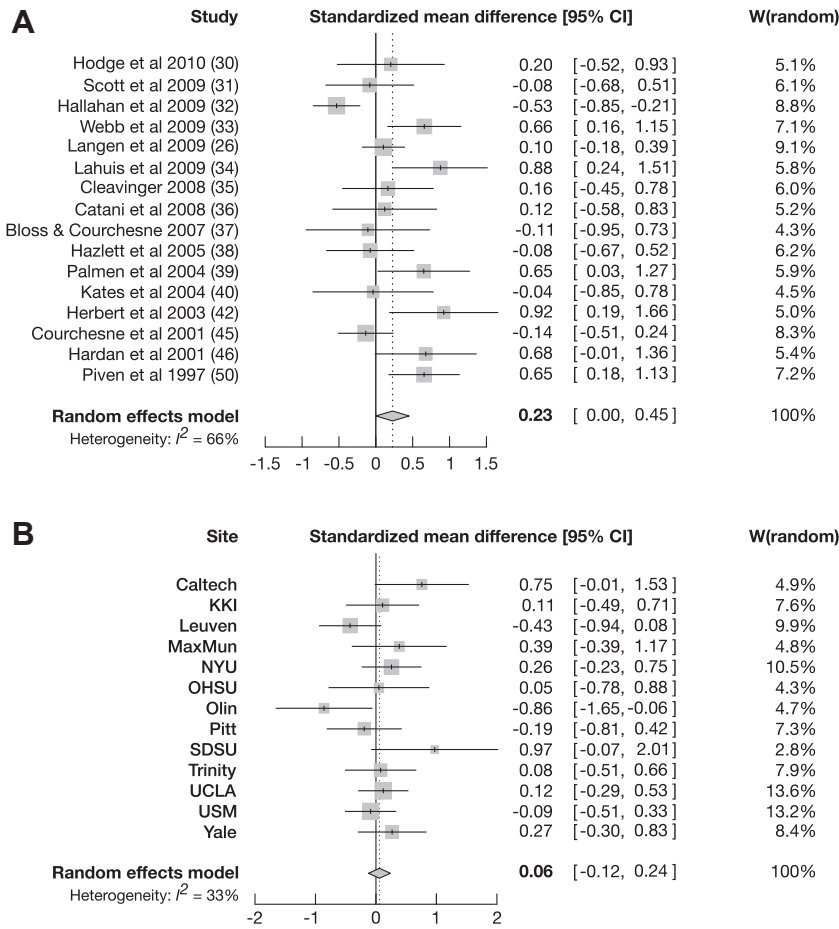 A
Study Standardized mean difference [95% CI] W(random)
Hodge et al 2010 (30) 0.20 [-0.52, 0.93] 5.1%
Scott et al 2009 (31) -0.08 [-0.68, 0.51] 6.1%
Hallahan et al 2009 (32) -0.53 [-0.85, -0.21] 8.8%
Webb et al 2009 (33) 0.66 [ 0.16, 1.15] 7.1%
Langen et al 2009 (26) 0.10 [-0.18, 0.39] 9.1%
Lahuis et al 2009 (34) 0.88 [ 0.24, 1.51] 5.8%
Cleavinger 2008 (35) 0.16 [-0.45, 0.78] 6.0%
Catani et al 2008 (36) 0.12 [-0.58, 0.83] 5.2%
Bloss & Courchesne 2007 (37) -0.11 [-0.95, 0.73] 4.3%
Hazlett et al 2005 (38) -0.08 [-0.67, 0.52] 6.2%
Palmen et al 2004 (39) 0.65 [ 0.03, 1.27] 5.9%
Kates et al 2004 (40) -0.04 [-0.85, 0.78] 4.5%
Herbert et al 2003 (42) 0.92 [ 0.19, 1.66] 5.0%
Courchesne et al 2001 (45) -0.14 [-0.51, 0.24] 8.3%
Hardan et al 2001 (46) 0.68 [-0.01, 1.36] 5.4%
Piven et al 1997 (50) 0.65 [ 0.18, 1.13] 7.2%
Random effects model 0.23 [ 0.00, 0.45] 100%
Heterogeneity: I² = 66%
-1.5 -1 -0.5 0 0.5 1 1.5
B
Site Standardized mean difference [95% CI] W(random)
Caltech 0.75 [-0.01, 1.53] 4.9%
KKI 0.11 [-0.49, 0.71] 7.6%
Leuven -0.43 [-0.94, 0.08] 9.9%
MaxMun 0.39 [-0.39, 1.17] 4.8%
NYU 0.26 [-0.23, 0.75] 10.5%
OHSU 0.05 [-0.78, 0.88] 4.3%
Olin -0.86 [-1.65,-0.06] 4.7%
Pitt -0.19 [-0.81, 0.42] 7.3%
SDSU 0.97 [-0.07, 2.01] 2.8%
Trinity 0.08 [-0.51, 0.66] 7.9%
UCLA 0.12 [-0.29, 0.53] 13.6%
USM -0.09 [-0.51, 0.33] 13.2%
Yale 0.27 [-0.30, 0.83] 8.4%
Random effects model 0.06 [-0.12, 0.24] 100%
Heterogeneity: I² = 33%
-2 -1 0 1 2